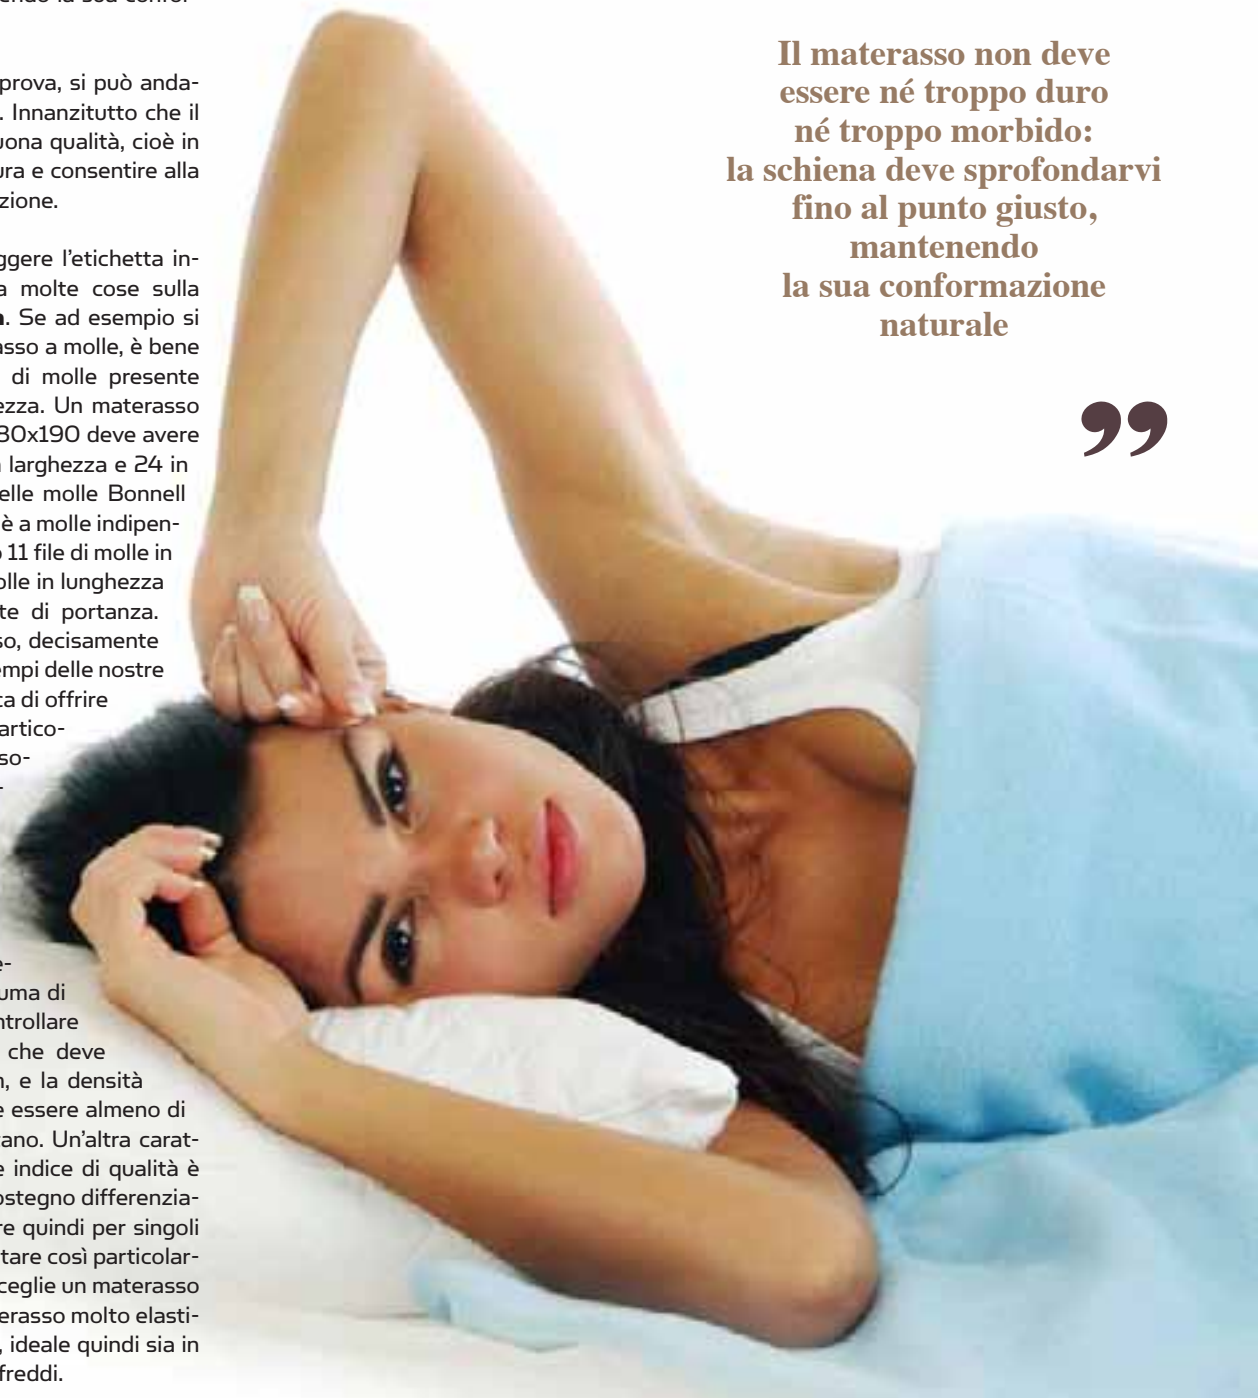 prova, si può anda-
. Innanzitutto che il
uona qualità, cioè in
ura e consentire alla
zione.
ggere l'etichetta in-
a molte cose sulla
. Se ad esempio si
asso a molle, è bene
di molle presente
ezza. Un materasso
80x190 deve avere
larghezza e 24 in
elle molle Bonnell
è a molle indipen-
11 file di molle in
olle in lunghezza
te di portanza.
so, decisamente
empi delle nostre
ta di offrire
artico-
so-
-
e-
uma di
ntrollare
che deve
, e la densità
e essere almeno di
ano. Un'altra carat-
e indice di qualità è
ostegno differenzia-
re quindi per singoli
tare così particolar-
ceglie un materasso
erasso molto elasti-
, ideale quindi sia in
freddi.
Il materasso non deve
essere né troppo duro
né troppo morbido:
la schiena deve sprofondarvi
fino al punto giusto,
mantenendo
la sua conformazione
naturale
”